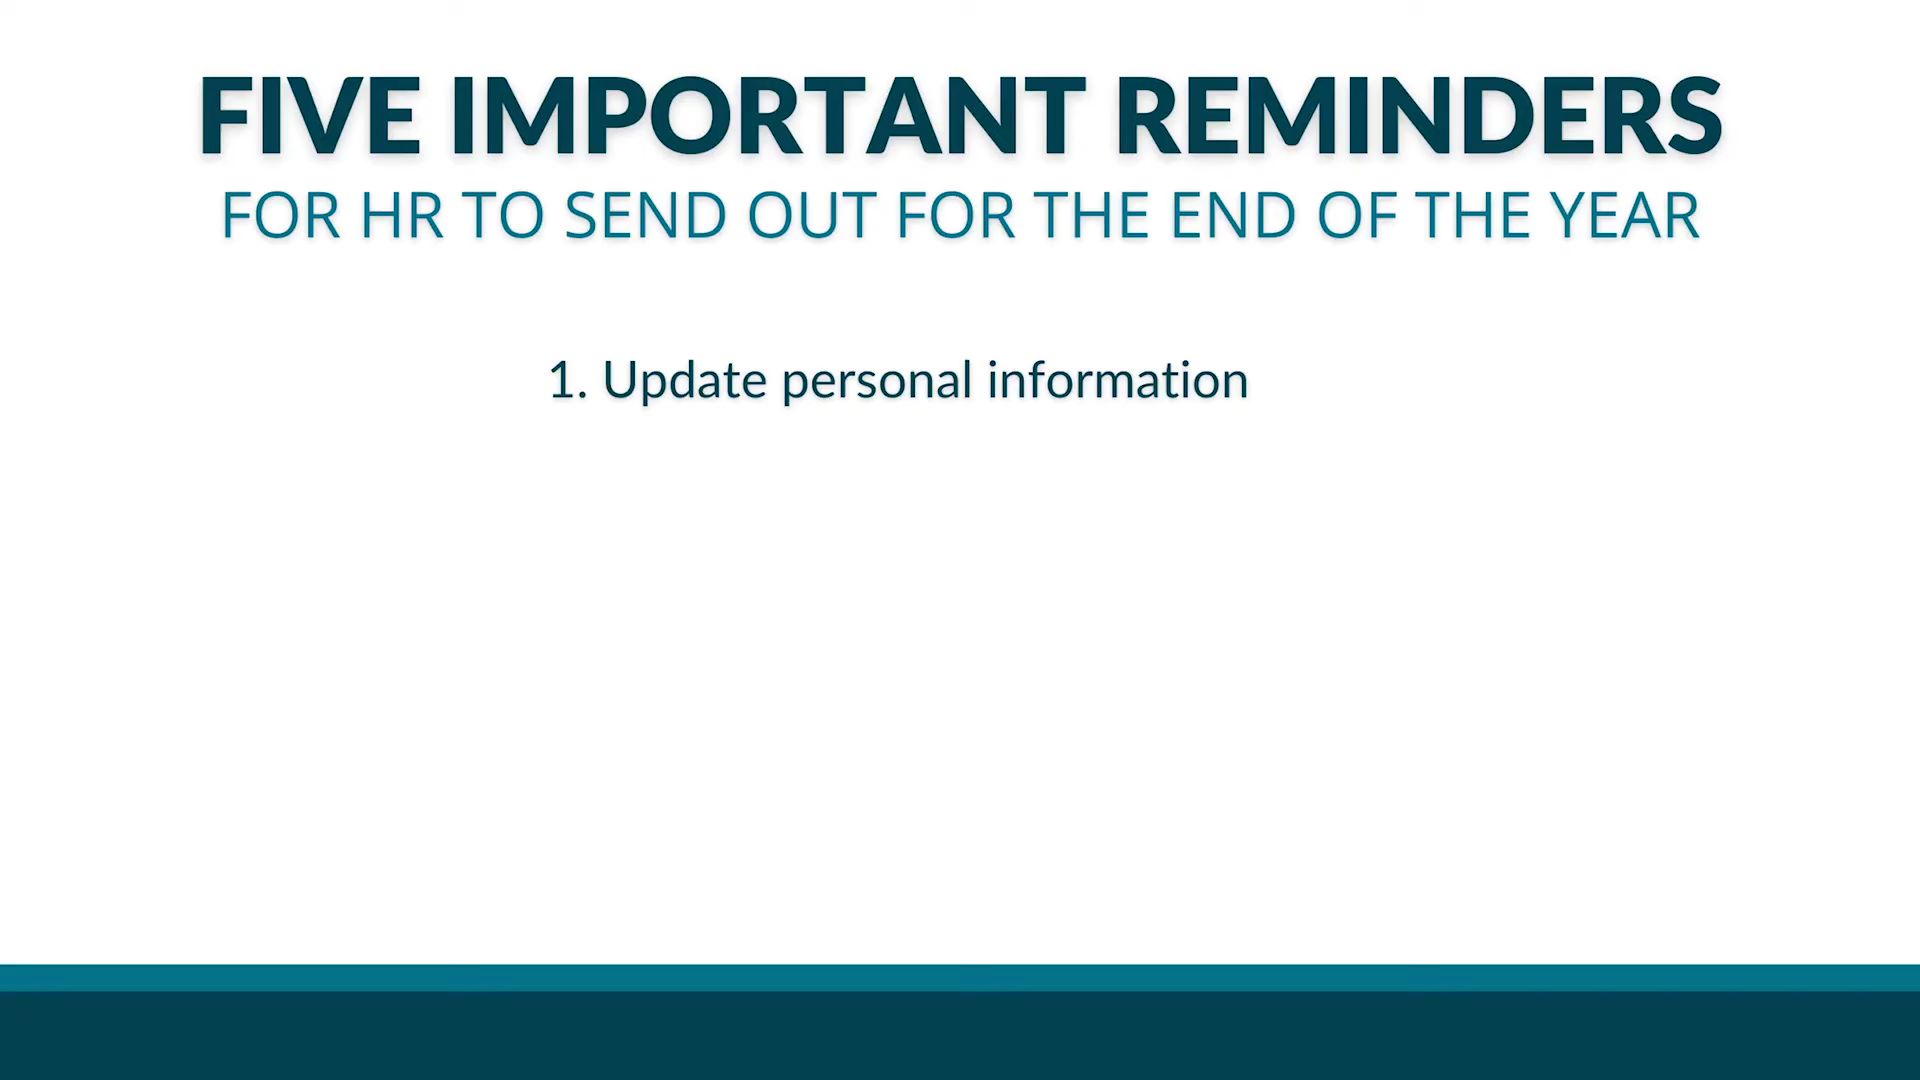 FIVE IMPORTANT REMINDERS
FOR HR TO SEND OUT FOR THE END OF THE YEAR
1. Update personal information